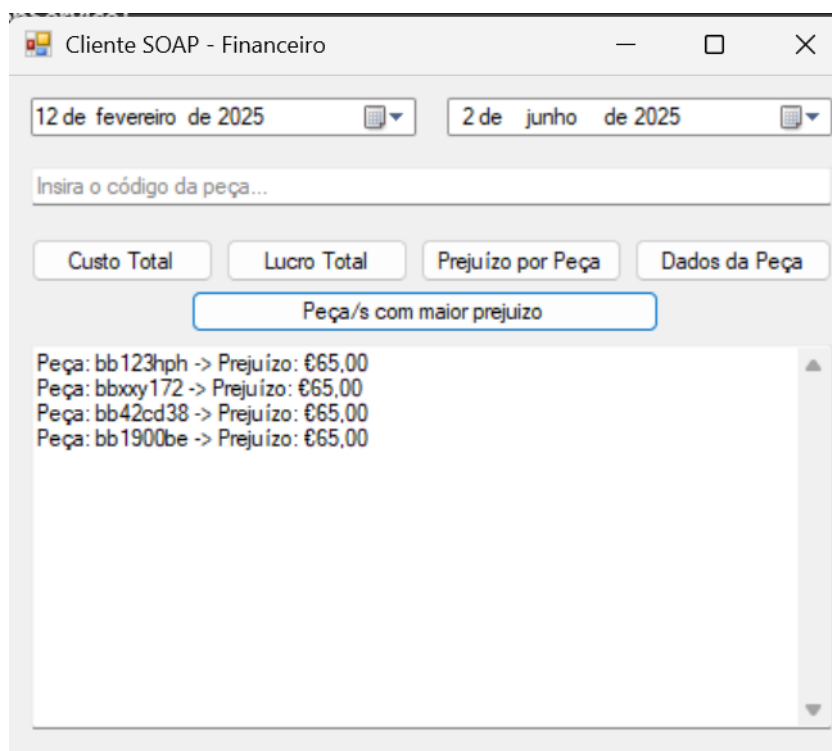 Cliente SOAP - Financeiro
12 de fevereiro de 2025
2 de junho de 2025
Insira o código da peça...
Custo Total
Lucro Total
Prejuízo por Peça
Dados da Peça
Peça/s com maior prejuizo
Peça: bb123hph -> Prejuízo: €65,00
Peça: bbxxy172 -> Prejuízo: €65,00
Peça: bb42cd38 -> Prejuízo: €65,00
Peça: bb1900be -> Prejuízo: €65,00